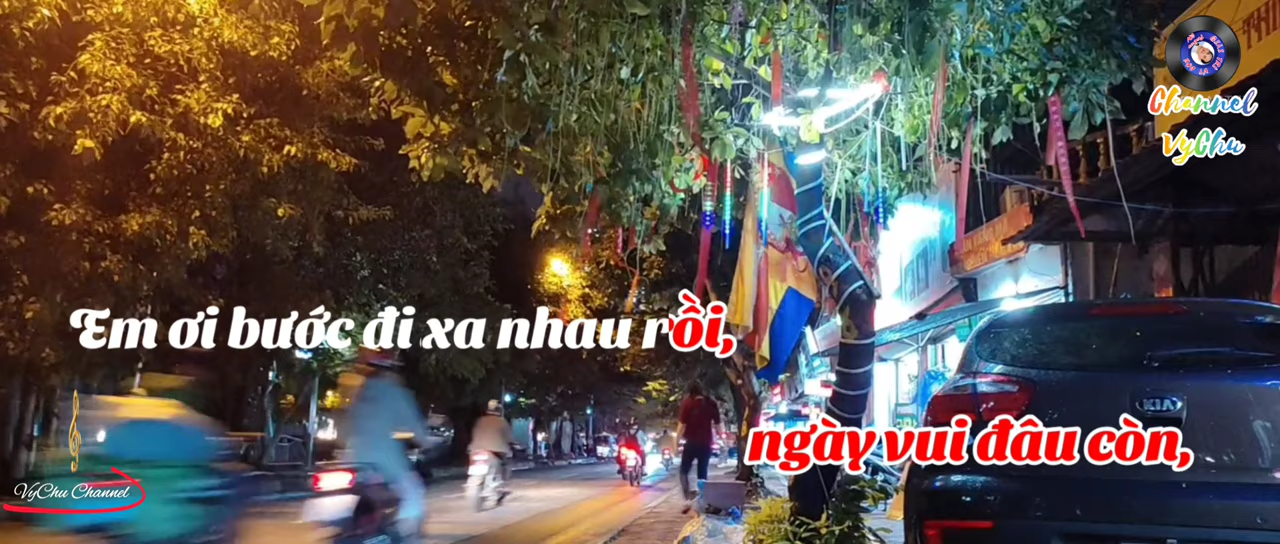 Channel
VyChu
Em ơi bước đi xa nhau rồi,
ngày vui đâu còn,
KIA
VyChu Channel